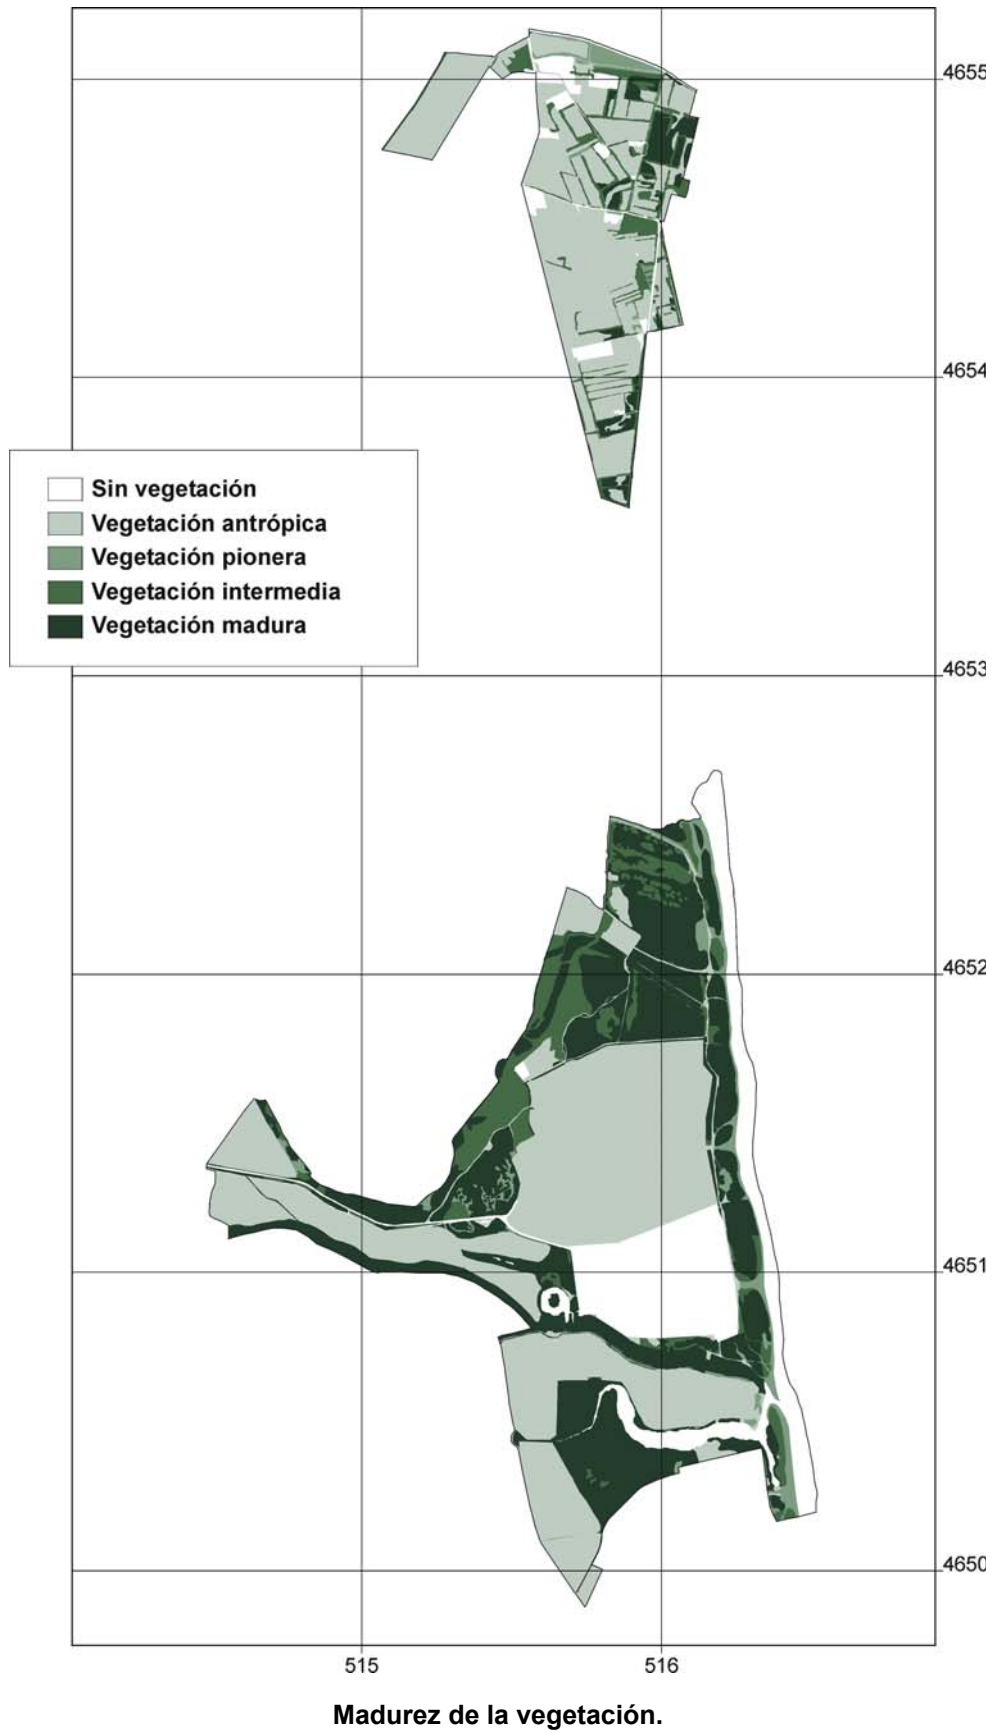 4655
4654
Sin vegetación
Vegetación antrópica
Vegetación pionera
Vegetación intermedia
Vegetación madura
4653
4652
4651
4650
515 516
Madurez de la vegetación.